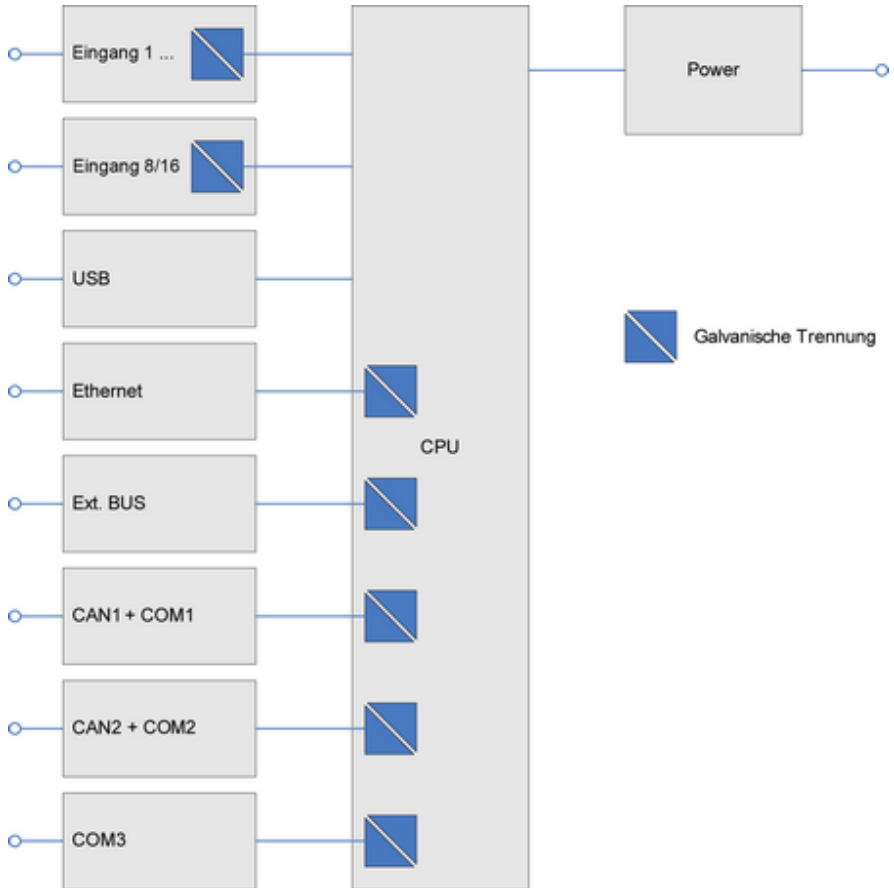 Eingang 1 ...
Power
Eingang 8/16
USB
Galvanische Trennung
Ethernet
CPU
Ext. BUS
CAN1 + COM1
CAN2 + COM2
COM3